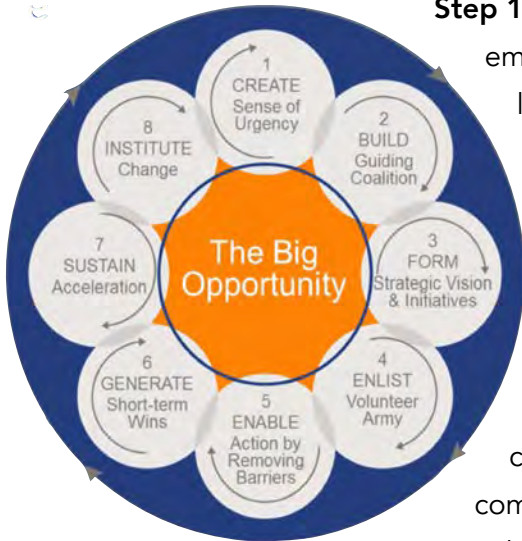 Step 1
em
l
1
CREATE
Sense of
Urgency
2
BUILD
Guiding
Coalition
3
FORM
Strategic Vision
& Initiatives
4
ENLIST
Volunteer
Army
5
ENABLE
Action by
Removing
Barriers
6
GENERATE
Short-term
Wins
7
SUSTAIN
Acceleration
8
INSTITUTE
Change
The Big
Opportunity
c
com